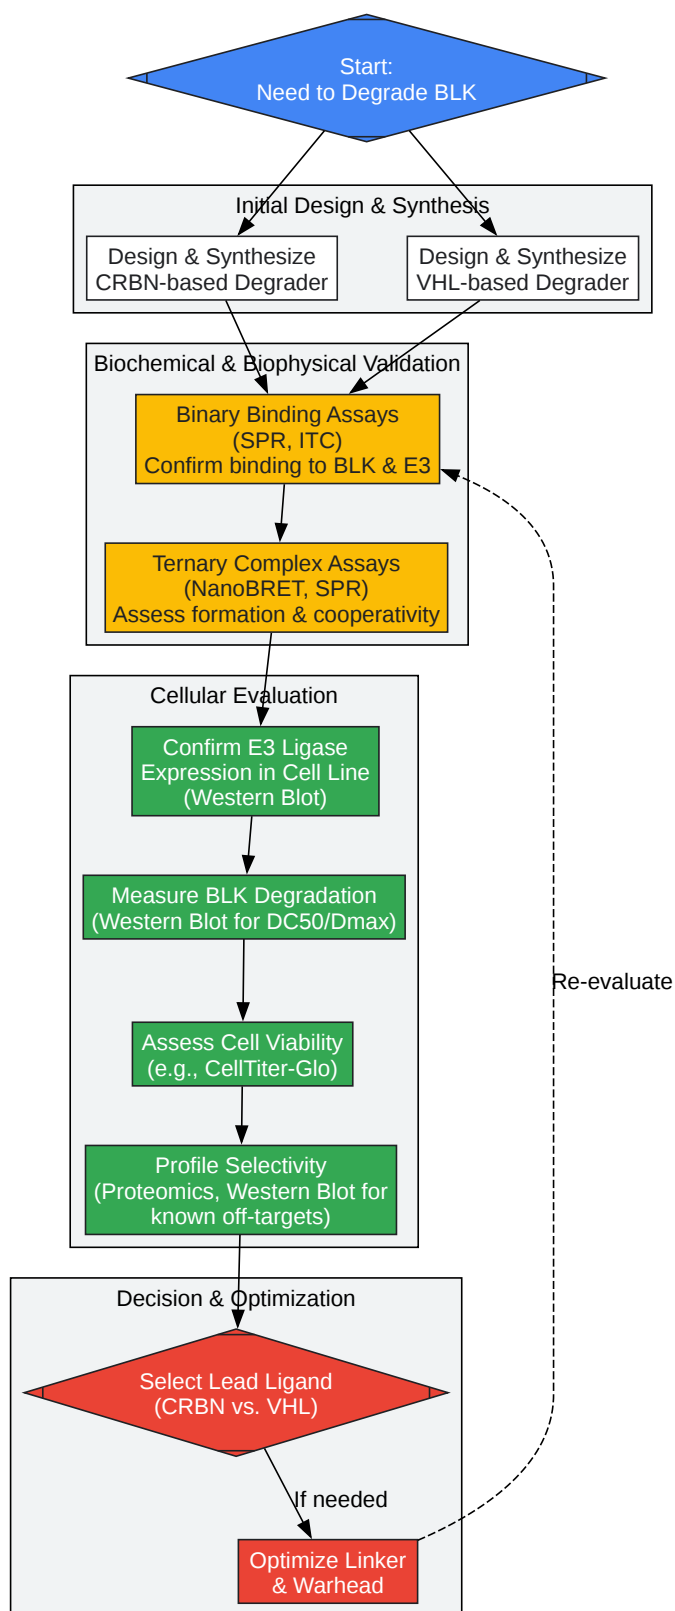 Start:
Need to Degrade BLK
Initial Design & Synthesis
Design & Synthesize
CRBN-based Degrader
Design & Synthesize
VHL-based Degrader
Biochemical & Biophysical Validation
Binary Binding Assays
(SPR, ITC)
Confirm binding to BLK & E3
Ternary Complex Assays
(NanoBRET, SPR)
Assess formation & cooperativity
Cellular Evaluation
Confirm E3 Ligase
Expression in Cell Line
(Western Blot)
Measure BLK Degradation
(Western Blot for DC50/Dmax)
Re-evaluate
Assess Cell Viability
(e.g., CellTiter-Glo)
Profile Selectivity
(Proteomics, Western Blot for
known off-targets)
Decision & Optimization
Select Lead Ligand
(CRBN vs. VHL)
If needed
Optimize Linker
& Warhead